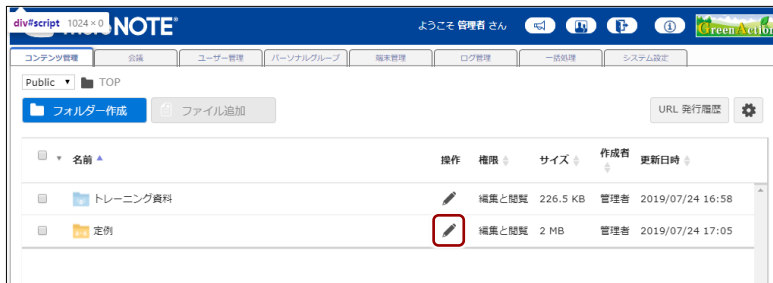 div#script 1024 × 0
NOTE®
ようこそ 管理者 さん
GreenAction
コンテンツ管理 会議 ユーザー管理 パーソナルグループ 端末管理 ログ管理 一括処理 システム設定
Public TOP
フォルダー作成 ファイル追加 URL 発行履歴
名前 操作 権限 サイズ 作成者 更新日時
トレーニング資料 編集と閲覧 226.5 KB 管理者 2019/07/24 16:58
定例 編集と閲覧 2 MB 管理者 2019/07/24 17:05